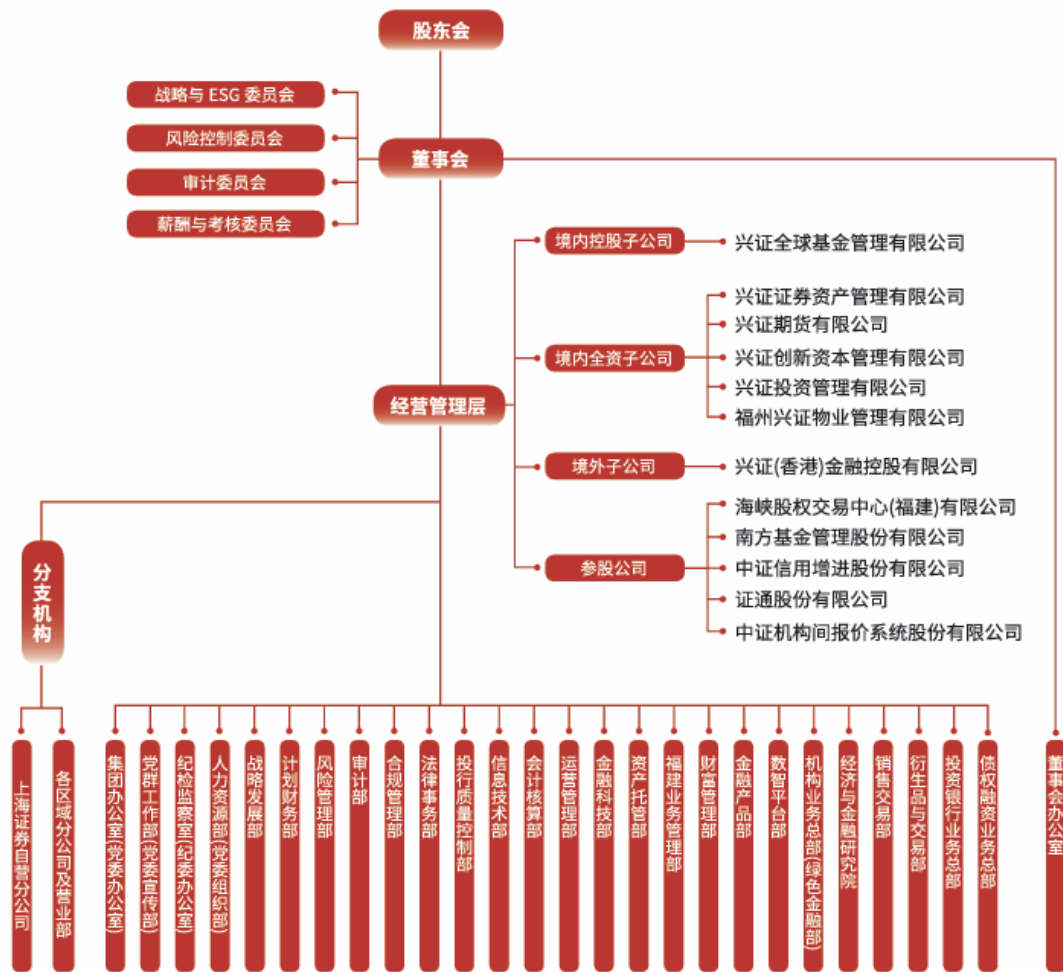 股东会
战略与 ESG 委员会
风险控制委员会
董事会
审计委员会
薪酬与考核委员会
境内控股子公司
兴证全球基金管理有限公司
境内全资子公司
兴证证券资产管理有限公司
兴证期货有限公司
兴证创新资本管理有限公司
兴证投资管理有限公司
福州兴证物业管理有限公司
经营管理层
境外子公司
兴证(香港)金融控股有限公司
参股公司
海峡股权交易中心(福建)有限公司
南方基金管理股份有限公司
中证信用增进股份有限公司
证通股份有限公司
中证机构间报价系统股份有限公司
分支机构
上海证券自营分公司
各区域分公司及营业部
集团办公室(党委办公室)
党群工作部(党委宣传部)
纪检监察室(纪委办公室)
人力资源部(党委组织部)
战略发展部
计划财务部
风险管理部
审计部
合规管理部
法律事务部
投行质量控制部
信息技术部
会计核算部
运营管理部
金融科技部
资产托管部
福建业务管理部
财富管理部
金融产品部
数智平台部
机构业务总部(绿色金融部)
经济与金融研究院
销售交易部
衍生品与交易部
投资银行业务总部
债权融资业务总部
董事会办公室